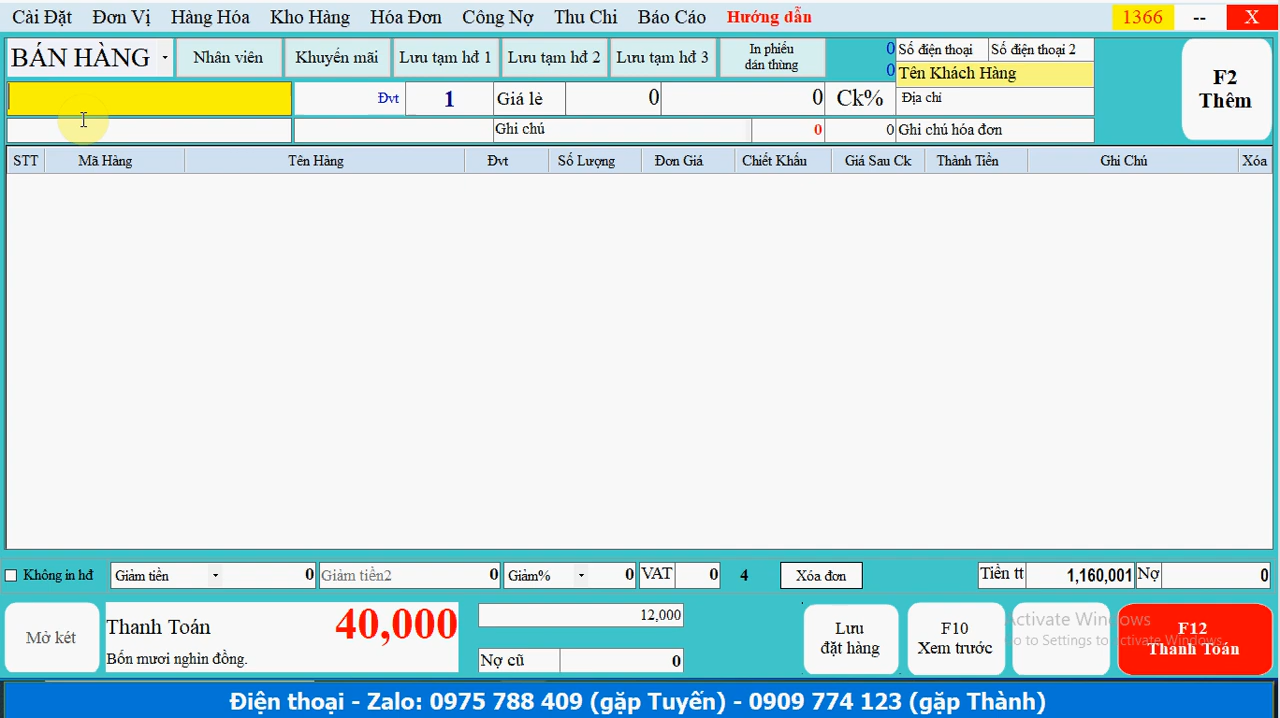 Cài Đặt Đơn Vị Hàng Hóa Kho Hàng Hóa Đơn Công Nợ Thu Chi Báo Cáo Hướng dẫn 1366 -- X
BÁN HÀNG Nhân viên Khuyến mãi Lưu tạm hđ 1 Lưu tạm hđ 2 Lưu tạm hđ 3 In phiếu dán thùng 0 0 Số điện thoại Số điện thoại 2
Tên Khách Hàng
F2
Thêm
Đvt 1 Giá lẻ 0 0 Ck% Địa chỉ
Ghi chú 0 0 Ghi chú hóa đơn
STT Mã Hàng Tên Hàng Đvt Số Lượng Đơn Giá Chiết Khấu Giá Sau Ck Thành Tiền Ghi Chú Xóa
Không in hđ Giảm tiền 0 Giảm tiền2 0 Giảm% 0 VAT 0 4 Xóa đơn Tiền tt 1,160,001 Nợ 0
Mở két
Thanh Toán 40,000
Bốn mươi nghìn đồng.
12,000
Nợ cũ 0
Lưu
đặt hàng
F10
Xem trước
Activate Windows
Go to Settings to activate Windows.
F12
Thanh Toán
Điện thoại - Zalo: 0975 788 409 (gặp Tuyến) - 0909 774 123 (gặp Thành)